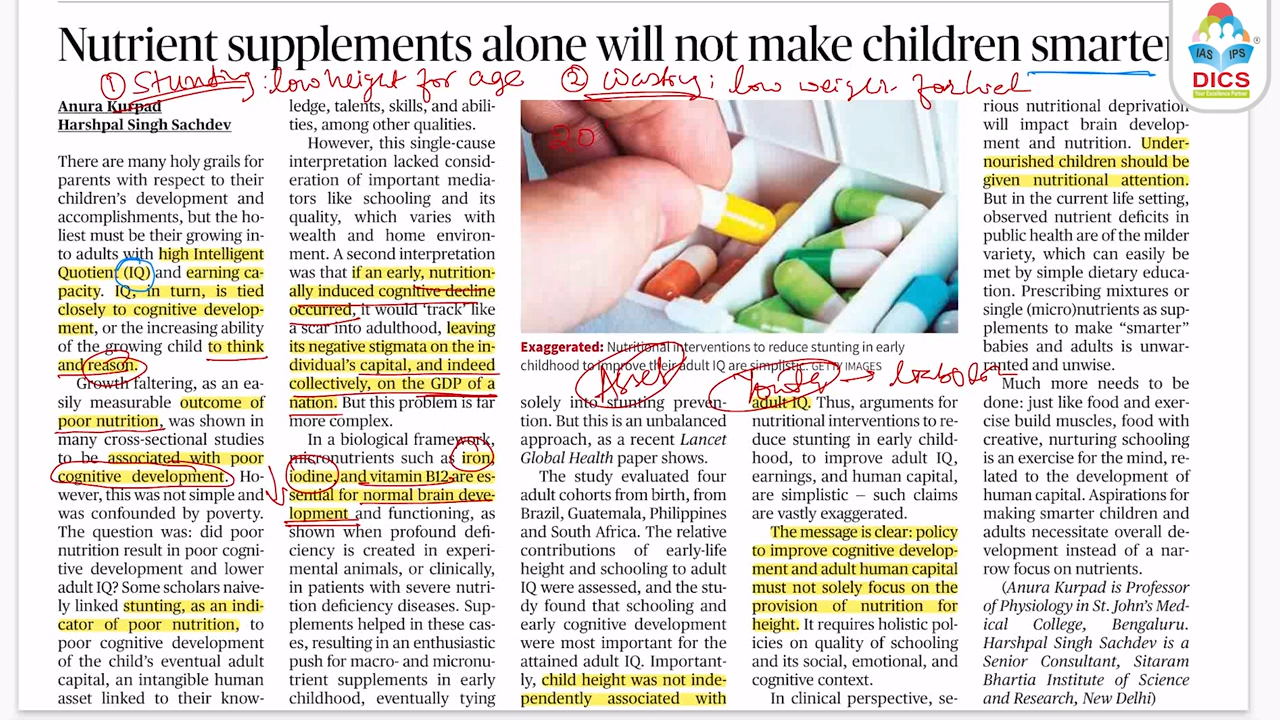 Nutrient supplements alone will not make children smarter
IAS IPS
DICS
Your Excellence Partner
① Stunting : low height for age ② Wasting : low weight for
Anura Kurpad
Harshpal Singh Sachdev
There are many holy grails for
parents with respect to their
children's development and
accomplishments, but the ho-
liest must be their growing in-
to adults with high Intelligent
Quotient (IQ) and earning ca-
pacity. IQ, in turn, is tied
closely to cognitive develop-
ment, or the increasing ability
of the growing child to think
and reason.
Growth faltering, as an ea-
sily measurable outcome of
poor nutrition, was shown in
many cross-sectional studies
to be associated with poor
cognitive development. Ho-
wever, this was not simple and
was confounded by poverty.
The question was: did poor
nutrition result in poor cogni-
tive development and lower
adult IQ? Some scholars naive-
ly linked stunting, as an indi-
cator of poor nutrition, to
poor cognitive development
of the child's eventual adult
capital, an intangible human
asset linked to their know-
ledge, talents, skills, and abili-
ties, among other qualities.
However, this single-cause
interpretation lacked consid-
eration of important media-
tors like schooling and its
quality, which varies with
wealth and home environ-
ment. A second interpretation
was that if an early, nutrition-
ally induced cognitive decline
occurred, it would 'track' like
a scar into adulthood, leaving
its negative stigmata on the in-
dividual's capital, and indeed
collectively, on the GDP of a
nation. But this problem is far
more complex.
In a biological framework,
micronutrients such as iron,
iodine, and vitamin B12 are es-
sential for normal brain deve-
lopment and functioning, as
shown when profound defi-
ciency is created in experi-
mental animals, or clinically,
in patients with severe nutri-
tion deficiency diseases. Sup-
plements helped in these cas-
es, resulting in an enthusiastic
push for macro- and micronu-
trient supplements in early
childhood, eventually tying
20
Exaggerated: Nutritional interventions to reduce stunting in early
childhood to improve their adult IQ are simplistic. GETTY IMAGES
solely into stunting preven-
tion. But this is an unbalanced
approach, as a recent Lancet
Global Health paper shows.
The study evaluated four
adult cohorts from birth, from
Brazil, Guatemala, Philippines
and South Africa. The relative
contributions of early-life
height and schooling to adult
IQ were assessed, and the stu-
dy found that schooling and
early cognitive development
were most important for the
attained adult IQ. Important-
ly, child height was not inde-
pendently associated with
adult IQ. Thus, arguments for
nutritional interventions to re-
duce stunting in early child-
hood, to improve adult IQ,
earnings, and human capital,
are simplistic – such claims
are vastly exaggerated.
The message is clear: policy
to improve cognitive develop-
ment and adult human capital
must not solely focus on the
provision of nutrition for
height. It requires holistic pol-
icies on quality of schooling
and its social, emotional, and
cognitive context.
In clinical perspective, se-
rious nutritional deprivation
will impact brain develop-
ment and nutrition. Under-
nourished children should be
given nutritional attention.
But in the current life setting,
observed nutrient deficits in
public health are of the milder
variety, which can easily be
met by simple dietary educa-
tion. Prescribing mixtures or
single (micro)nutrients as sup-
plements to make “smarter”
babies and adults is unwar-
ranted and unwise.
Much more needs to be
done: just like food and exer-
cise build muscles, food with
creative, nurturing schooling
is an exercise for the mind, re-
lated to the development of
human capital. Aspirations for
making smarter children and
adults necessitate overall de-
velopment instead of a nar-
row focus on nutrients.
(Anura Kurpad is Professor
of Physiology in St. John's Med-
ical College, Bengaluru.
Harshpal Singh Sachdev is a
Senior Consultant, Sitaram
Bhartia Institute of Science
and Research, New Delhi)